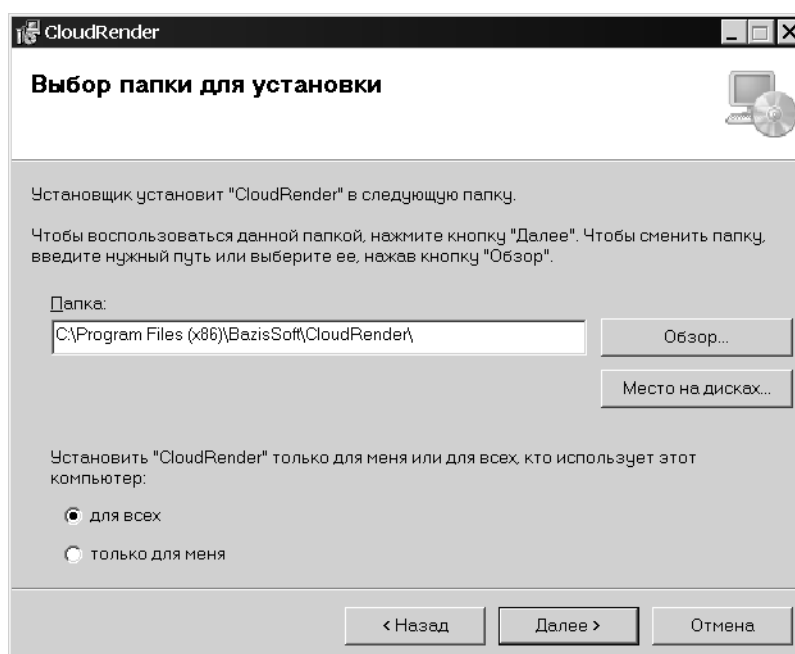 CloudRender
Выбор папки для установки
Установщик установит "CloudRender" в следующую папку.
Чтобы воспользоваться данной папкой, нажмите кнопку "Далее". Чтобы сменить папку,
введите нужный путь или выберите ее, нажав кнопку "Обзор".
Папка:
C:\Program Files (x86)\BazisSoft\CloudRender\
Обзор...
Место на дисках...
Установить "CloudRender" только для меня или для всех, кто использует этот
компьютер:
для всех
только для меня
< Назад
Далее >
Отмена